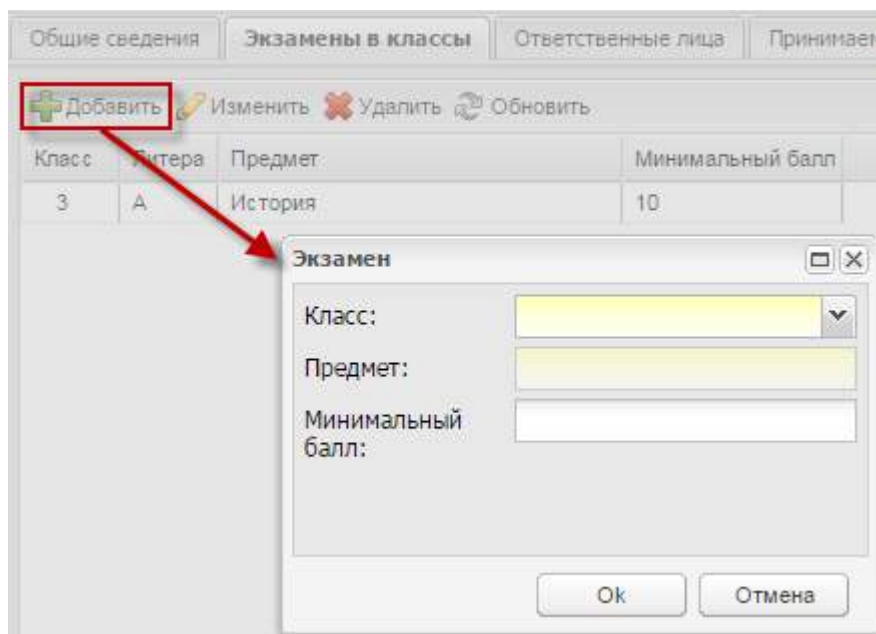 Общие сведения Экзамены в классы Ответственные лица Принимаем
Добавить Изменить Удалить Обновить
Класс Литера Предмет Минимальный балл
3 А История 10
Экзамен
Класс:
Предмет:
Минимальный
балл:
Ok Отмена